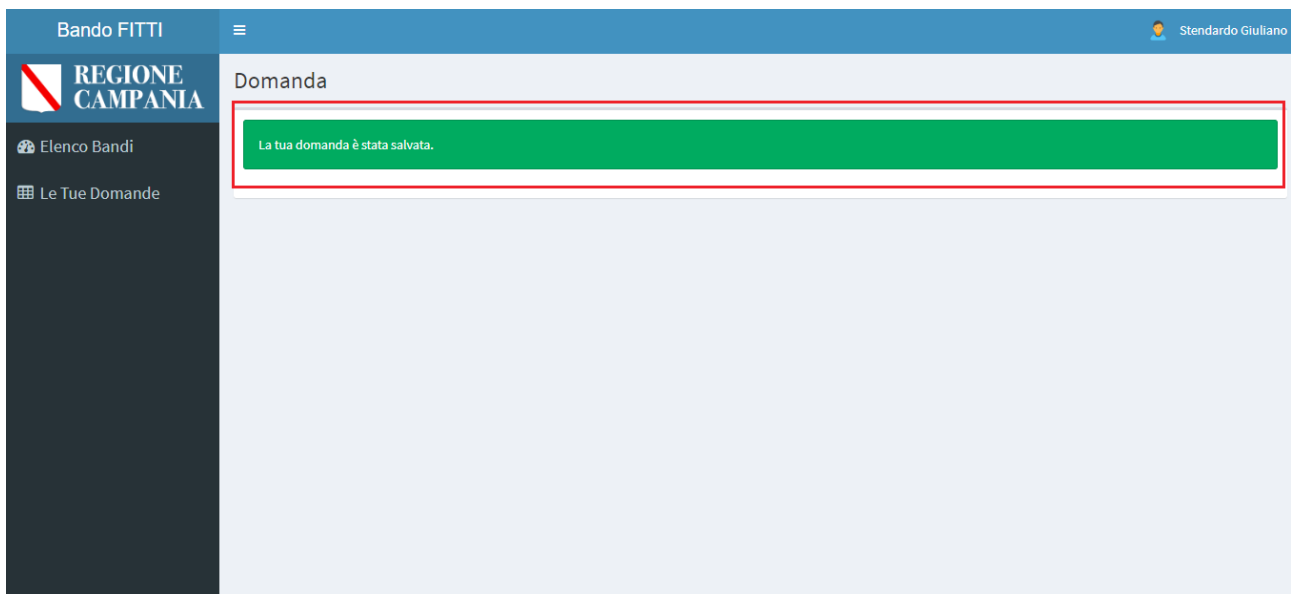 Bando FITTI
Stendardo Giuliano
REGIONE
CAMPANIA
Elenco Bandi
Le Tue Domande
Domanda
La tua domanda è stata salvata.